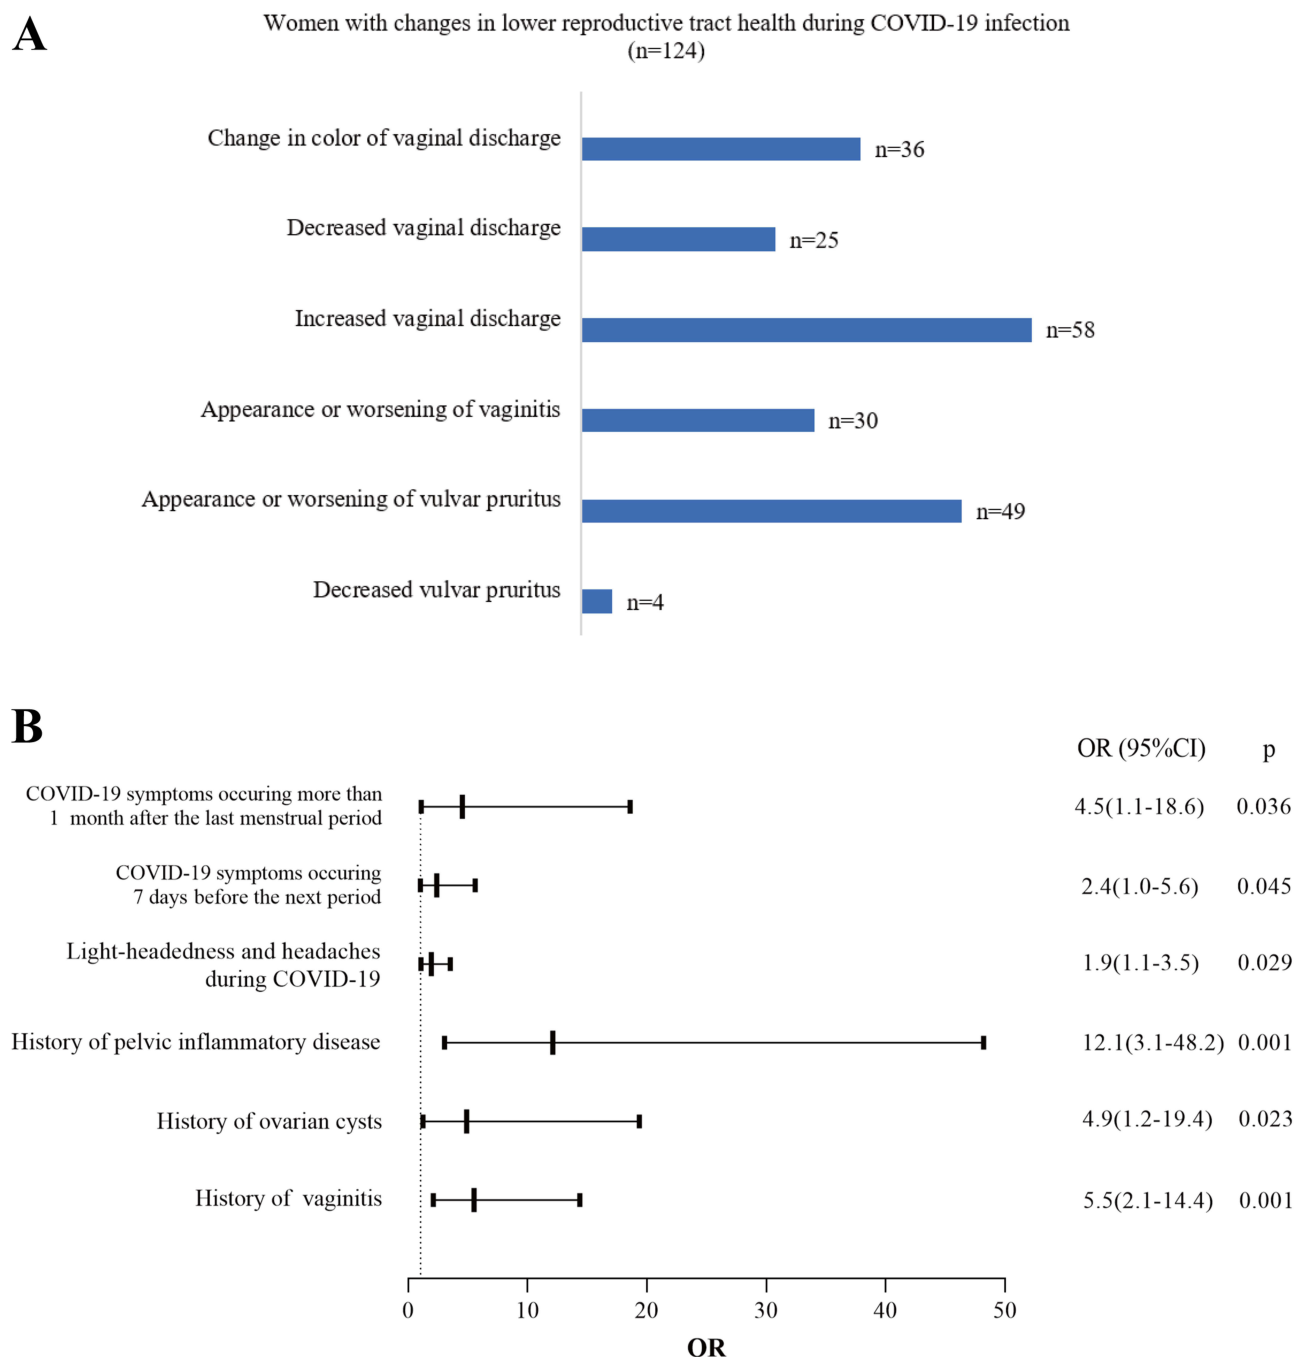 A
Women with changes in lower reproductive tract health during COVID-19 infection
(n=124)
Change in color of vaginal discharge
n=36
Decreased vaginal discharge
n=25
Increased vaginal discharge
n=58
Appearance or worsening of vaginitis
n=30
Appearance or worsening of vulvar pruritus
n=49
Decreased vulvar pruritus
n=4
B
OR (95%CI) p
COVID-19 symptoms occuring more than
1 month after the last menstrual period
4.5(1.1-18.6) 0.036
COVID-19 symptoms occuring
7 days before the next period
2.4(1.0-5.6) 0.045
Light-headedness and headaches
during COVID-19
1.9(1.1-3.5) 0.029
History of pelvic inflammatory disease
12.1(3.1-48.2) 0.001
History of ovarian cysts
4.9(1.2-19.4) 0.023
History of vaginitis
5.5(2.1-14.4) 0.001
0 10 20 30 40 50
OR